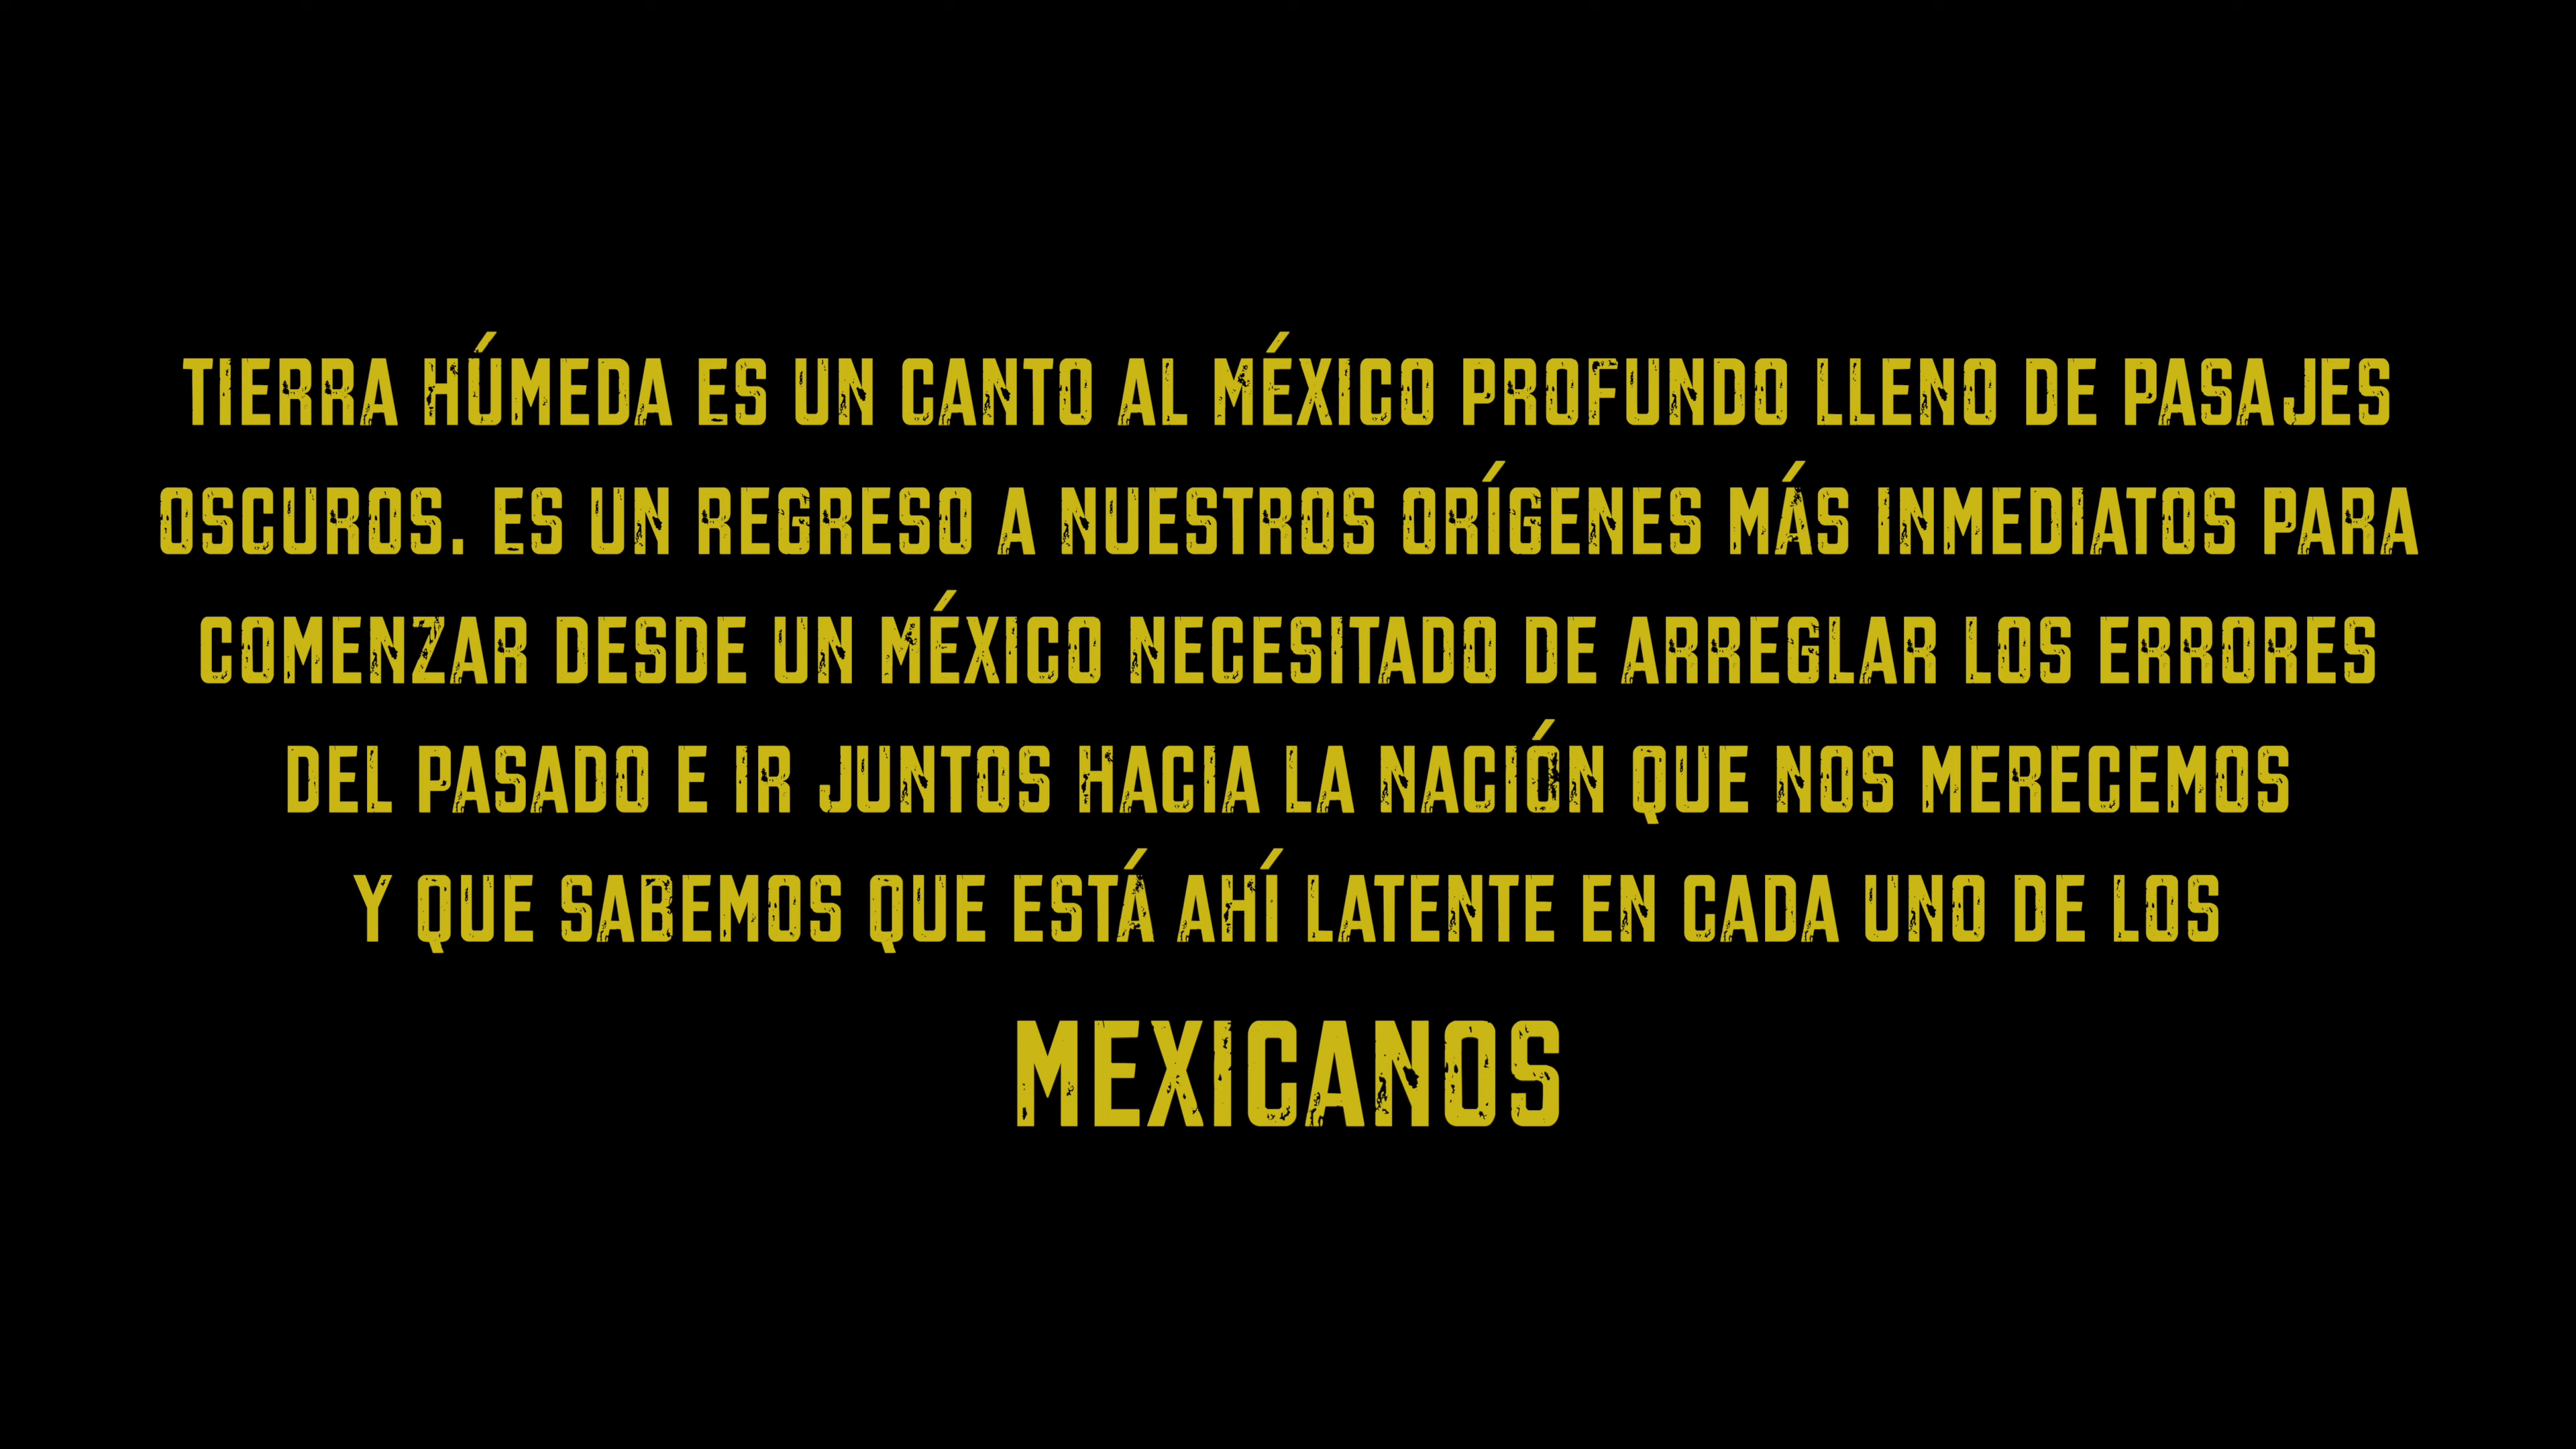 TIERRA HÚMEDA ES UN CANTO AL MÉXICO PROFUNDO LLENO DE PASAJES
OSCUROS. ES UN REGRESO A NUESTROS ORÍGENES MÁS INMEDIATOS PARA
COMENZAR DESDE UN MÉXICO NECESITADO DE ARREGLAR LOS ERRORES
DEL PASADO E IR JUNTOS HACIA LA NACIÓN QUE NOS MERECEMOS
Y QUE SABEMOS QUE ESTÁ AHÍ LATENTE EN CADA UNO DE LOS
MEXICANOS